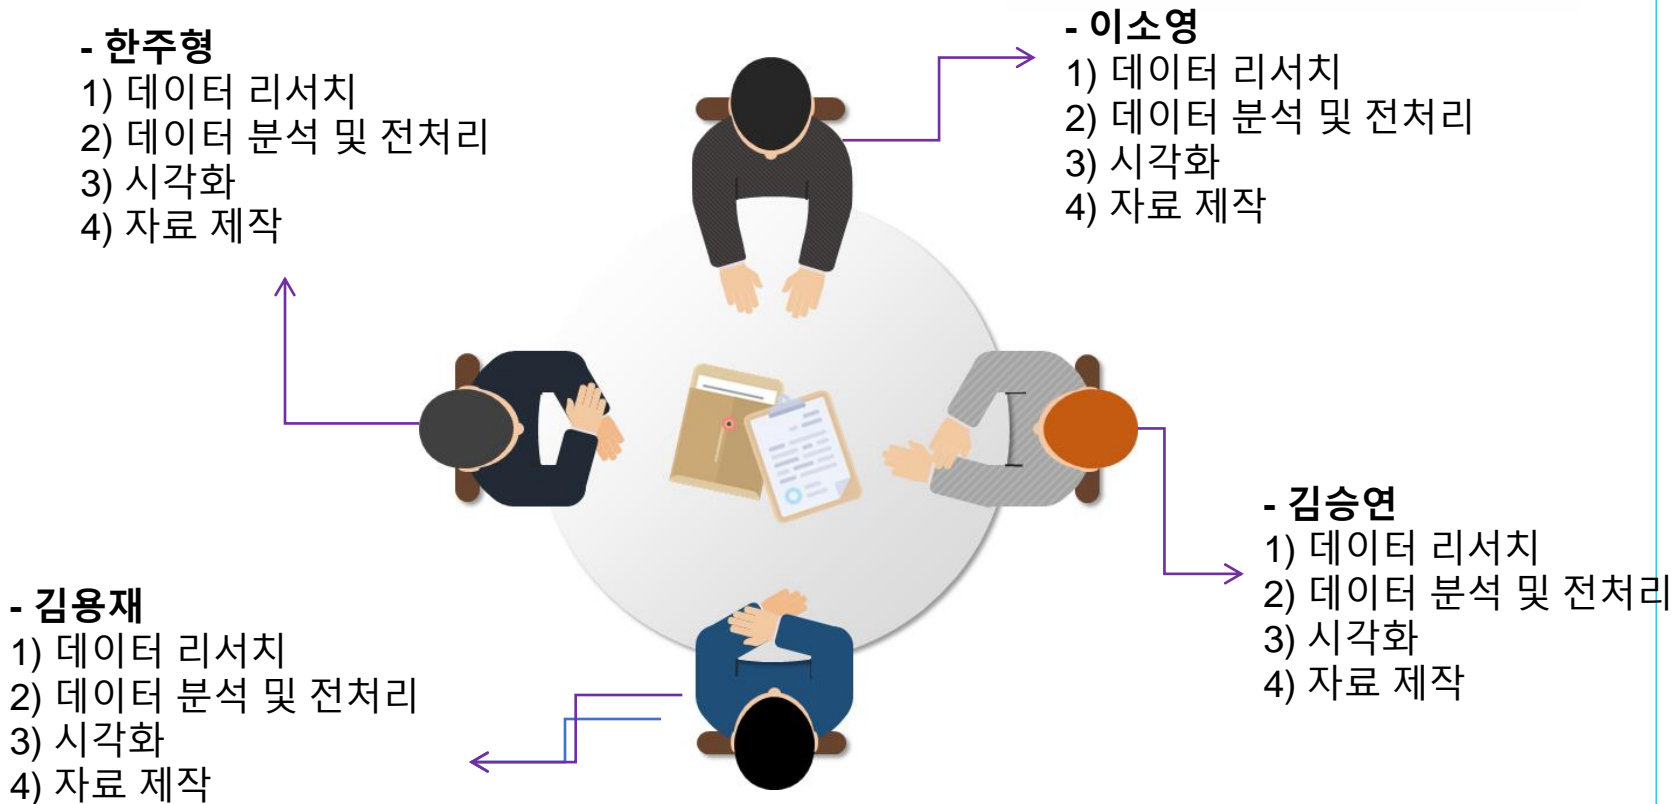 - 한주형
1) 데이터 리서치
2) 데이터 분석 및 전처리
3) 시각화
4) 자료 제작
- 이소영
1) 데이터 리서치
2) 데이터 분석 및 전처리
3) 시각화
4) 자료 제작
- 김용재
1) 데이터 리서치
2) 데이터 분석 및 전처리
3) 시각화
4) 자료 제작
- 김승연
1) 데이터 리서치
2) 데이터 분석 및 전처리
3) 시각화
4) 자료 제작